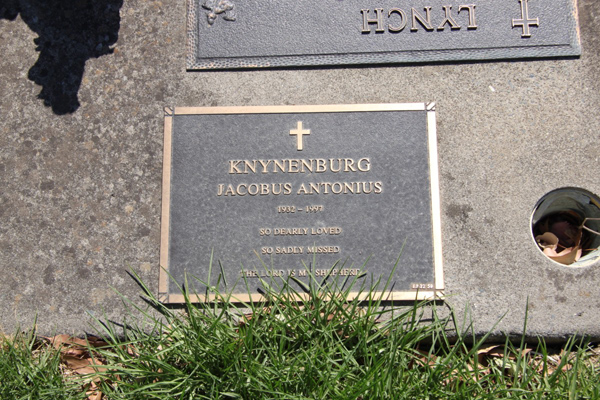 LYNCH
KNYNENBURG
JACOBUS ANTONIUS
1932 – 1997
SO DEARLY LOVED
SO SADLY MISSED
THE LORD IS MY SHEPHERD